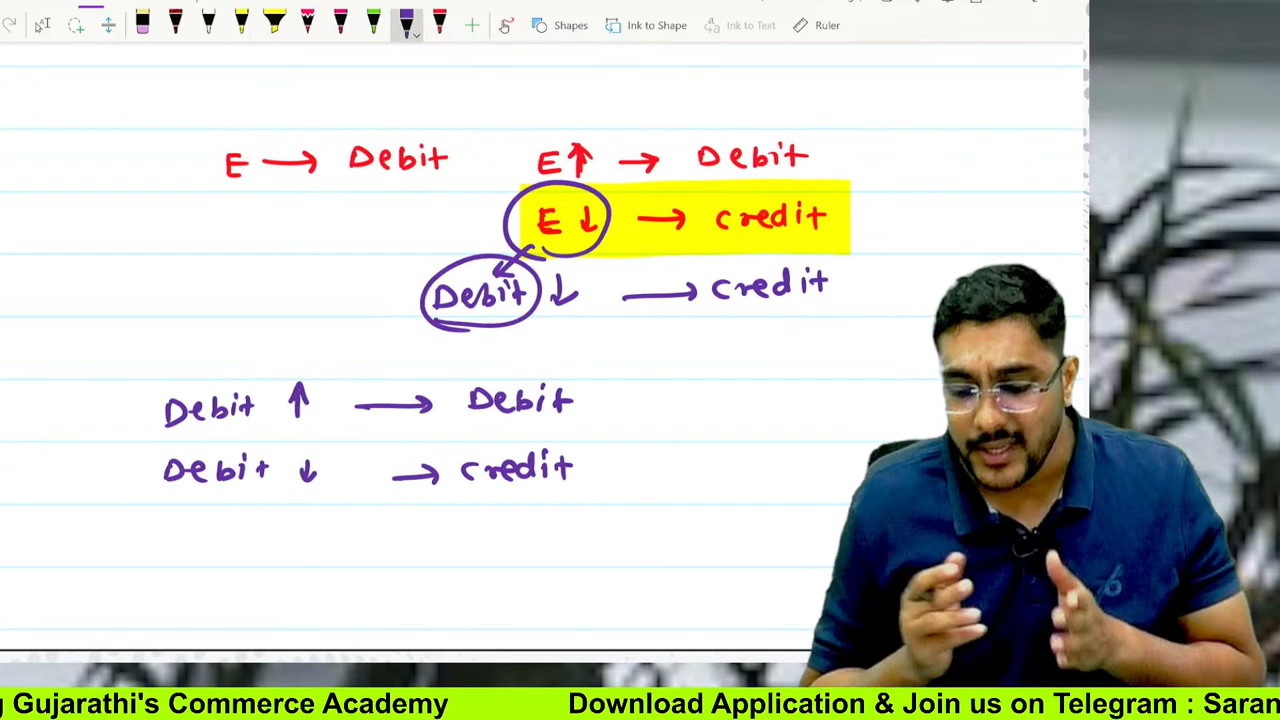 Shapes Ink to Shape Ink to Text Ruler
E → Debit E↑ → Debit
E ↓ → credit
Debit ↓ → credit
Debit ↑ → Debit
Debit ↓ → credit
Gujarathi's Commerce Academy Download Application & Join us on Telegram : Saran